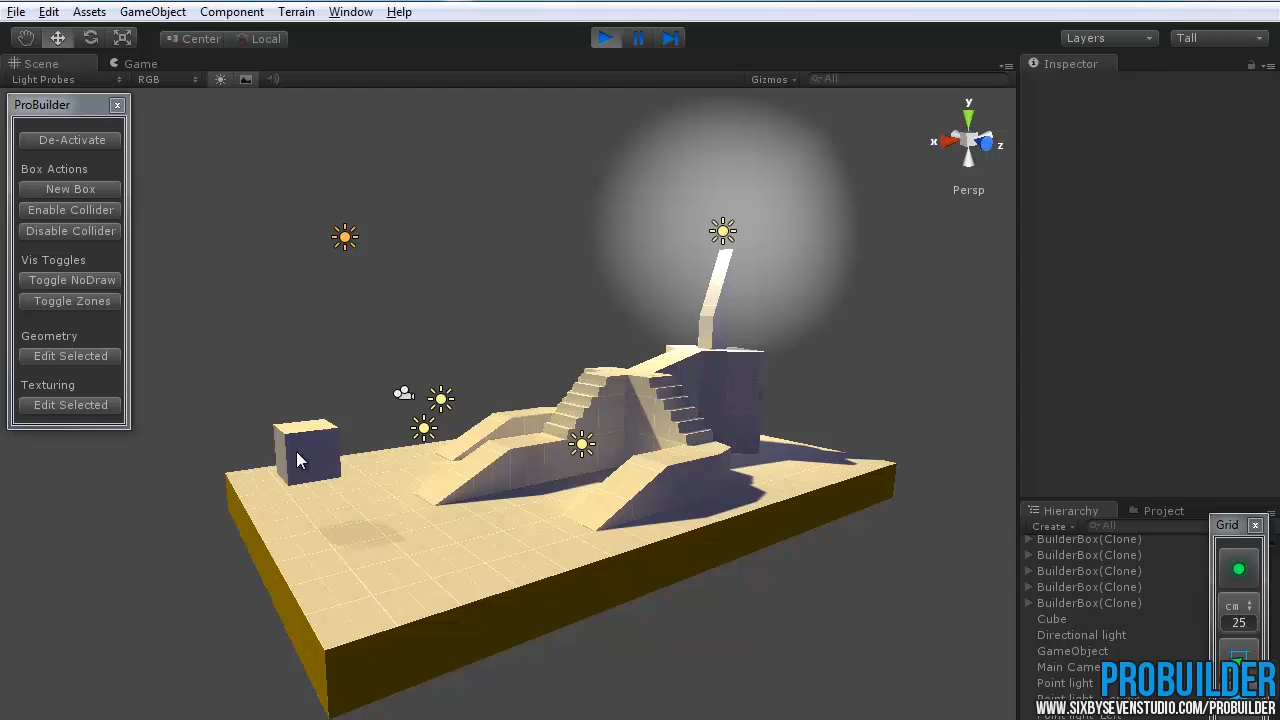 File Edit Assets GameObject Component Terrain Window Help
Center Local Layers Tall
Scene Game Inspector
Light Probes RGB Gizmos All
ProBuilder
De-Activate
Box Actions
New Box
Enable Collider
Disable Collider
Vis Toggles
Toggle NoDraw
Toggle Zones
Geometry
Edit Selected
Texturing
Edit Selected
y
x z
Persp
Hierarchy Project
Create All
BuilderBox(Clone)
BuilderBox(Clone)
BuilderBox(Clone)
BuilderBox(Clone)
BuilderBox(Clone)
Cube
Directional light
GameObject
Main Came
Point light
Grid
cm
25
PROBUILDER
WWW.SIXBYSEVENSTUDIO.COM/PROBUILDER